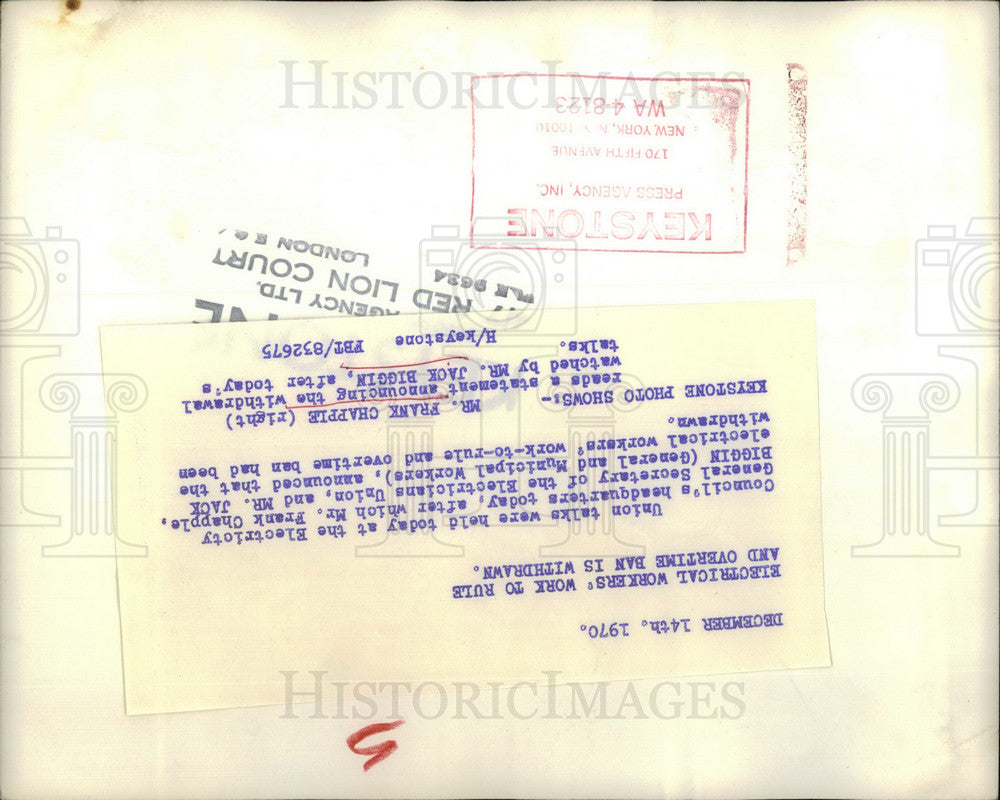 DECEMBER 14th. 1970.
ELECTRICAL WORKERS' WORK TO RULE
AND OVERTIME BAN IS WITHDRAWN.
Union talks were held today at the Electricty
Council's headquarters today, after which Mr. Frank Chapple,
General Secretary of the Electricians Union, and MR. JACK
BIGGIN (General and Municipal Workers), announced that the
electrical workers' work-to-rule and overtime ban had been
withdrawn.
KEYSTONE PHOTO SHOWS:- MR. FRANK CHAPPLE (right)
reads a statement announcing the withdrawal
watched by MR. JACK BIGGIN, after today's
talks.
H/keystone FBT/832675
AGENCY LTD.
RED LION COURT
LONDON E C 4
FLE 9634
KEYSTONE
PRESS AGENCY, INC.
170 FIFTH AVENUE
NEW YORK, N. Y. 10010
WA 4-8123
HISTORICIMAGES
HISTORICIMAGES